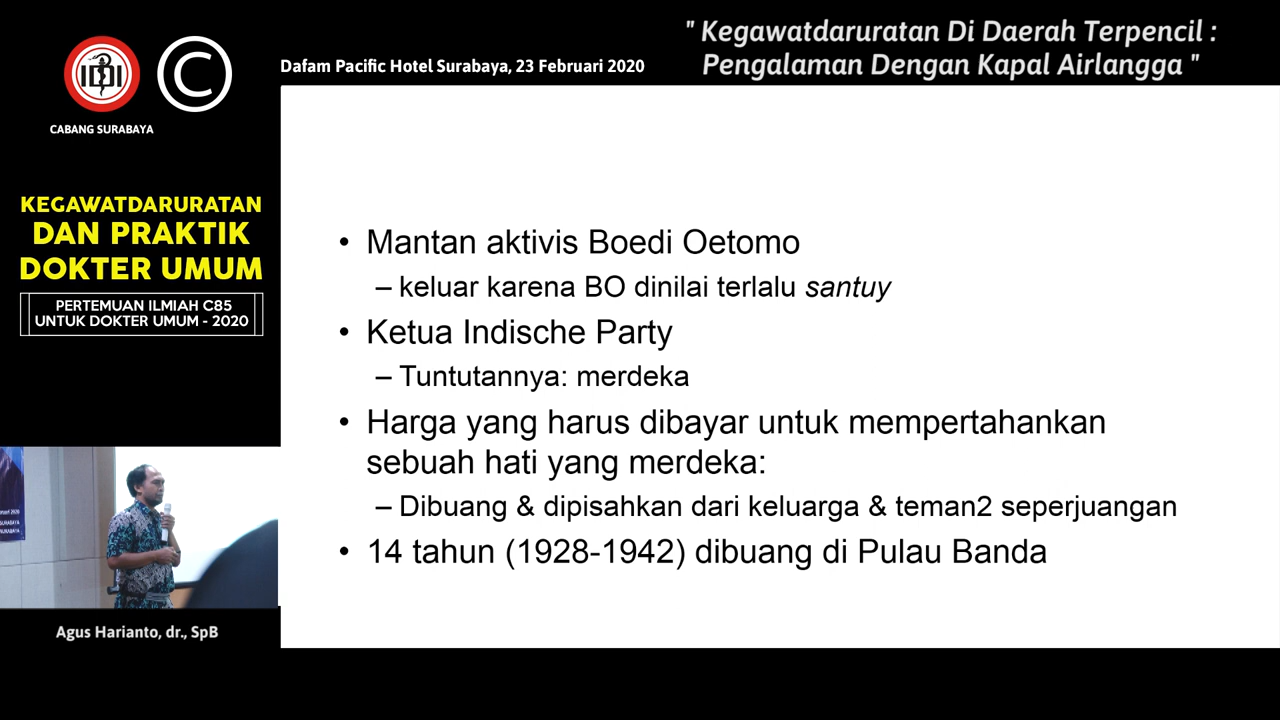 " Kegawatdaruratan Di Daerah Terpencil :
Pengalaman Dengan Kapal Airlangga "
Dafam Pacific Hotel Surabaya, 23 Februari 2020
IDI
C
CABANG SURABAYA
KEGAWATDARURATAN
DAN PRAKTIK
DOKTER UMUM
PERTEMUAN ILMIAH C85
UNTUK DOKTER UMUM - 2020
• Mantan aktivis Boedi Oetomo
– keluar karena BO dinilai terlalu santuy
• Ketua Indische Party
– Tuntutannya: merdeka
• Harga yang harus dibayar untuk mempertahankan
sebuah hati yang merdeka:
– Dibuang & dipisahkan dari keluarga & teman2 seperjuangan
• 14 tahun (1928-1942) dibuang di Pulau Banda
2020
SURABAYA
Agus Harianto, dr., SpB